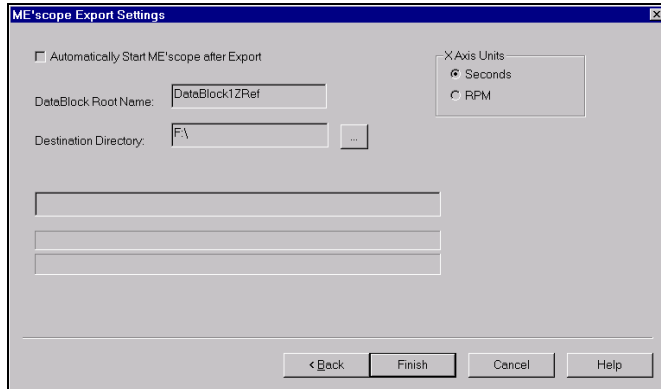 ME'scope Export Settings
Automatically Start ME'scope after Export
X Axis Units
Seconds
RPM
DataBlock Root Name:
DataBlock1ZRef
Destination Directory:
F:\
...
< Back
Finish
Cancel
Help